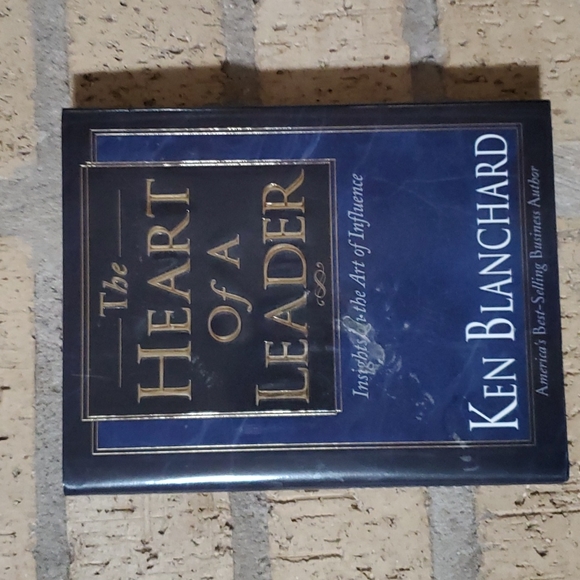 The
HEART
Of A
LEADER
Insights the Art of Influence
KEN BLANCHARD
America's Best-Selling Business Author